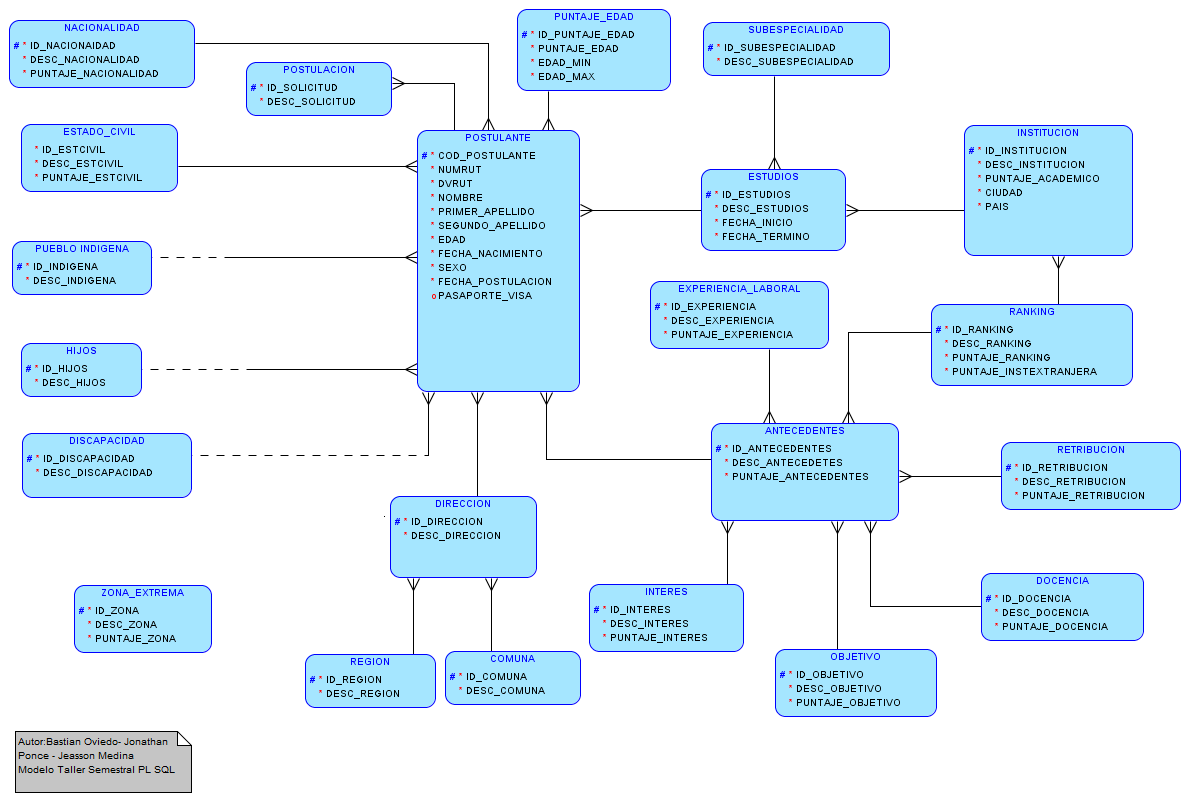 NACIONALIDAD
# * ID_NACIONAIDAD
* DESC_NACIONALIDAD
* PUNTAJE_NACIONALIDAD
POSTULACION
# * ID_SOLICITUD
* DESC_SOLICITUD
PUNTAJE_EDAD
# * ID_PUNTAJE_EDAD
* PUNTAJE_EDAD
* EDAD_MIN
* EDAD_MAX
SUBESPECIALIDAD
# * ID_SUBESPECIALIDAD
* DESC_SUBESPECIALIDAD
ESTADO_CIVIL
* ID_ESTCIVIL
* DESC_ESTCIVIL
* PUNTAJE_ESTCIVIL
POSTULANTE
# * COD_POSTULANTE
* NUMRUT
* DVRUT
* NOMBRE
* PRIMER_APELLIDO
* SEGUNDO_APELLIDO
* EDAD
* FECHA_NACIMIENTO
* SEXO
* FECHA_POSTULACION
o PASAPORTE_VISA
ESTUDIOS
# * ID_ESTUDIOS
* DESC_ESTUDIOS
* FECHA_INICIO
* FECHA_TERMINO
INSTITUCION
# * ID_INSTITUCION
* DESC_INSTITUCION
* PUNTAJE_ACADEMICO
* CIUDAD
* PAIS
PUEBLO INDIGENA
# * ID_INDIGENA
* DESC_INDIGENA
EXPERIENCIA_LABORAL
# * ID_EXPERIENCIA
* DESC_EXPERIENCIA
* PUNTAJE_EXPERIENCIA
RANKING
# * ID_RANKING
* DESC_RANKING
* PUNTAJE_RANKING
* PUNTAJE_INSTEXTRANJERA
HIJOS
# * ID_HIJOS
* DESC_HIJOS
DISCAPACIDAD
# * ID_DISCAPACIDAD
* DESC_DISCAPACIDAD
ANTECEDENTES
# * ID_ANTECEDENTES
* DESC_ANTECEDETES
* PUNTAJE_ANTECEDENTES
RETRIBUCION
# * ID_RETRIBUCION
* DESC_RETRIBUCION
* PUNTAJE_RETRIBUCION
DIRECCION
# * ID_DIRECCION
* DESC_DIRECCION
ZONA_EXTREMA
# * ID_ZONA
* DESC_ZONA
* PUNTAJE_ZONA
INTERES
# * ID_INTERES
* DESC_INTERES
* PUNTAJE_INTERES
DOCENCIA
# * ID_DOCENCIA
* DESC_DOCENCIA
* PUNTAJE_DOCENCIA
REGION
# * ID_REGION
* DESC_REGION
COMUNA
# * ID_COMUNA
* DESC_COMUNA
OBJETIVO
# * ID_OBJETIVO
* DESC_OBJETIVO
* PUNTAJE_OBJETIVO
Autor:Bastian Oviedo- Jonathan
Ponce - Jeasson Medina
Modelo Taller Semestral PL SQL